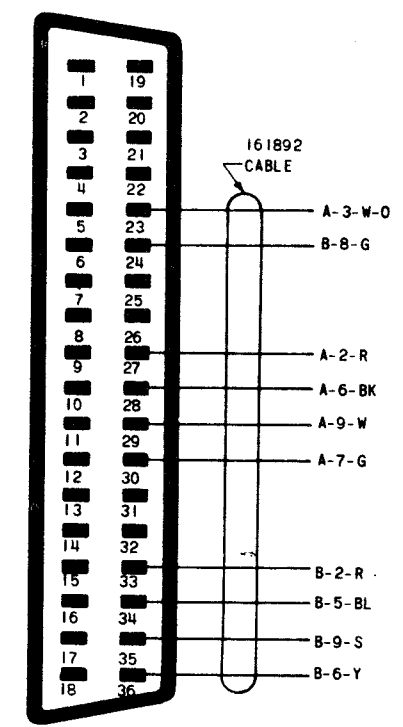 161892
CABLE
1 19
2 20
3 21
4 22
5 23 A-3-W-O
6 24 B-8-G
7 25
8 26
9 27 A-2-R
10 28 A-6-BK
11 29 A-9-W
12 30 A-7-G
13 31
14 32
15 33 B-2-R
16 34 B-5-BL
17 35 B-9-S
18 36 B-6-Y